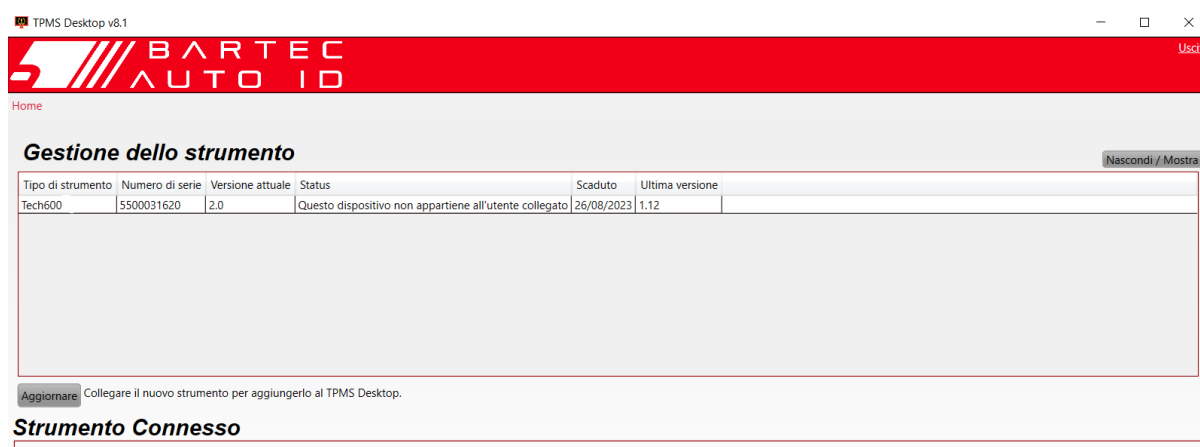 TPMS Desktop v8.1
BARTEC
AUTO ID
Home
Gestione dello strumento
Nascondi / Mostra
Tipo di strumento Numero di serie Versione attuale Status Scaduto Ultima versione
Tech600 5500031620 2.0 Questo dispositivo non appartiene all'utente collegato 26/08/2023 1.12
Aggiornare Collegare il nuovo strumento per aggiungerlo al TPMS Desktop.
Strumento Connesso